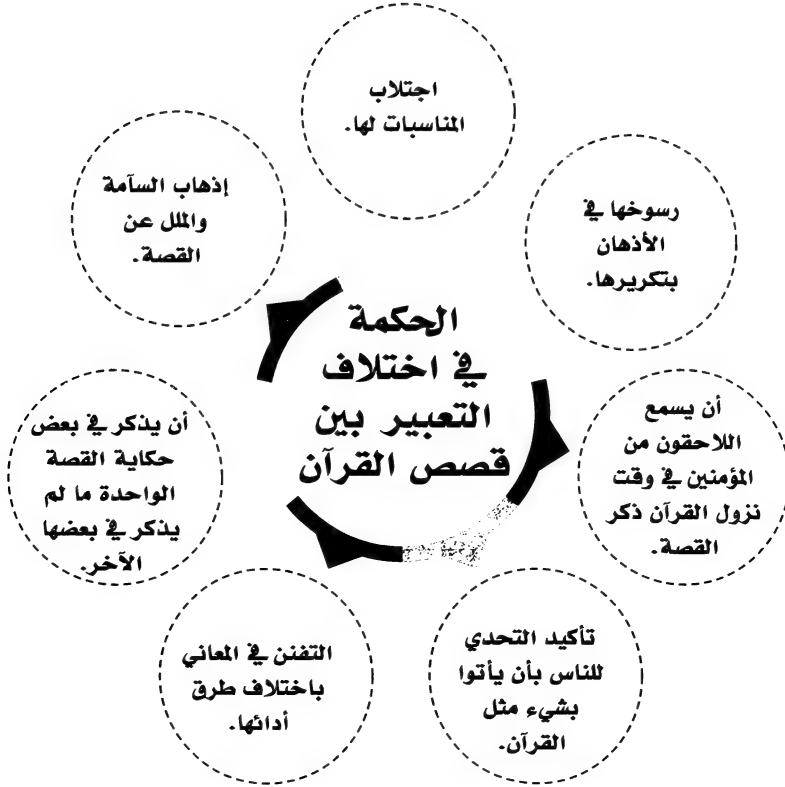 الحكمة
في اختلاف
التعبير بين
قصص القرآن
اجتلاب
المناسبات لها.
رسوخها في
الأذهان
بتكريرها.
أن يسمع
اللاحقون من
المؤمنين في وقت
نزول القرآن ذكر
القصة.
تأكيد التحدي
للناس بأن يأتوا
بشيء مثل
القرآن.
التفنن في المعاني
باختلاف طرق
أدائها.
أن يذكر في بعض
حكاية القصة
الواحدة ما لم
يذكر في بعضها
الآخر.
إذهاب السآمة
والملل عن
القصة.